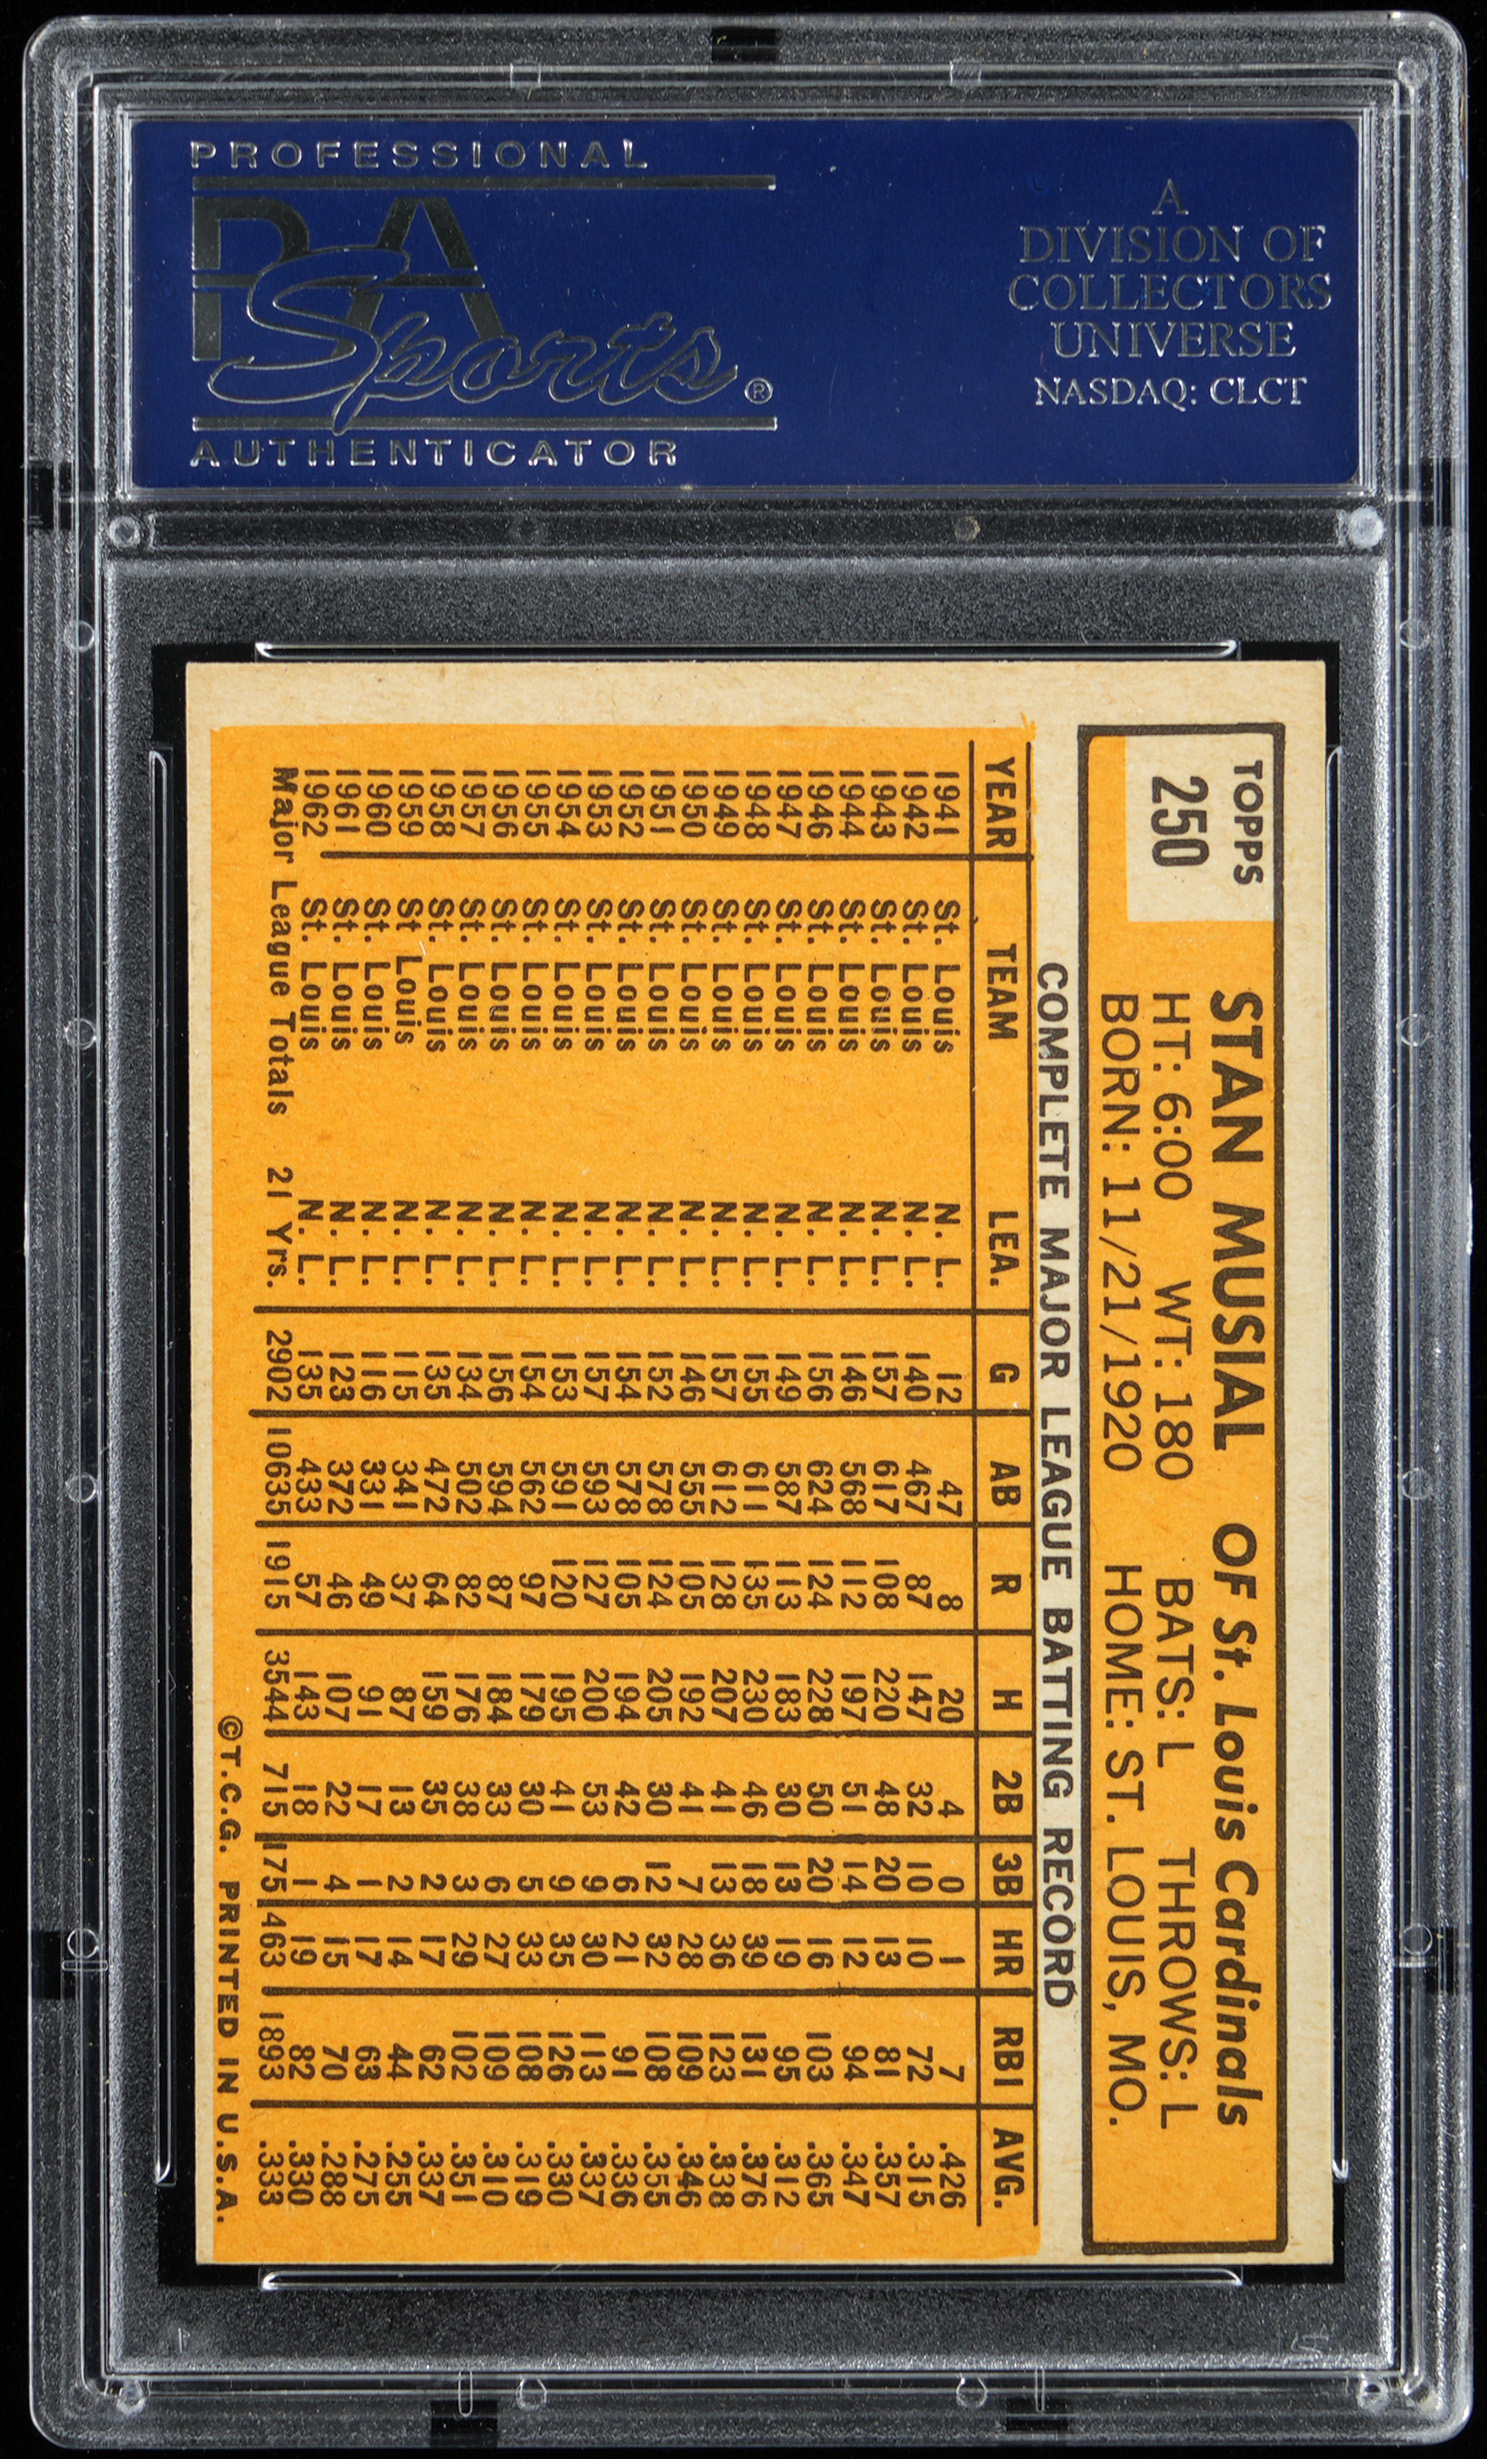 PROFESSIONAL
PSA
Sports®
AUTHENTICATOR
A
DIVISION OF
COLLECTORS
UNIVERSE
NASDAQ: CLCT
TOPPS
250
STAN MUSIAL OF St. Louis Cardinals
HT: 6:00 WT: 180 BATS: L THROWS: L
BORN: 11/21/1920 HOME: ST. LOUIS, MO.
COMPLETE MAJOR LEAGUE BATTING RECORD
YEAR TEAM LEA. G AB R H 2B 3B HR RBI AVG.
1941 St. Louis N. L. 12 47 8 20 4 0 1 7 .426
1942 St. Louis N. L. 140 467 87 147 32 10 10 72 .315
1943 St. Louis N. L. 157 617 108 220 48 20 13 81 .357
1944 St. Louis N. L. 146 568 112 197 51 14 12 94 .347
1946 St. Louis N. L. 156 624 124 228 50 20 16 103 .365
1947 St. Louis N. L. 149 587 113 183 30 13 19 95 .312
1948 St. Louis N. L. 155 611 135 230 46 18 39 131 .376
1949 St. Louis N. L. 157 612 128 207 41 13 36 123 .338
1950 St. Louis N. L. 146 555 105 192 41 7 28 109 .346
1951 St. Louis N. L. 152 578 124 205 30 12 32 108 .355
1952 St. Louis N. L. 154 578 105 194 42 6 21 91 .336
1953 St. Louis N. L. 157 593 127 200 53 9 30 113 .337
1954 St. Louis N. L. 153 591 120 195 41 9 35 126 .330
1955 St. Louis N. L. 154 562 97 179 30 5 33 108 .319
1956 St. Louis N. L. 156 594 87 184 33 6 27 109 .310
1957 St. Louis N. L. 134 502 82 176 38 3 29 102 .351
1958 St. Louis N. L. 135 472 64 159 35 2 17 62 .337
1959 St Louis N. L. 115 341 37 87 13 2 14 44 .255
1960 St. Louis N. L. 116 331 49 91 17 1 17 63 .275
1961 St. Louis N. L. 123 372 46 107 22 4 15 70 .288
1962 St. Louis N. L. 135 433 57 143 18 1 19 82 .330
Major League Totals 21 Yrs. 2902 10635 1915 3544 715 175 463 1893 .333
©T.C.G. PRINTED IN U.S.A.